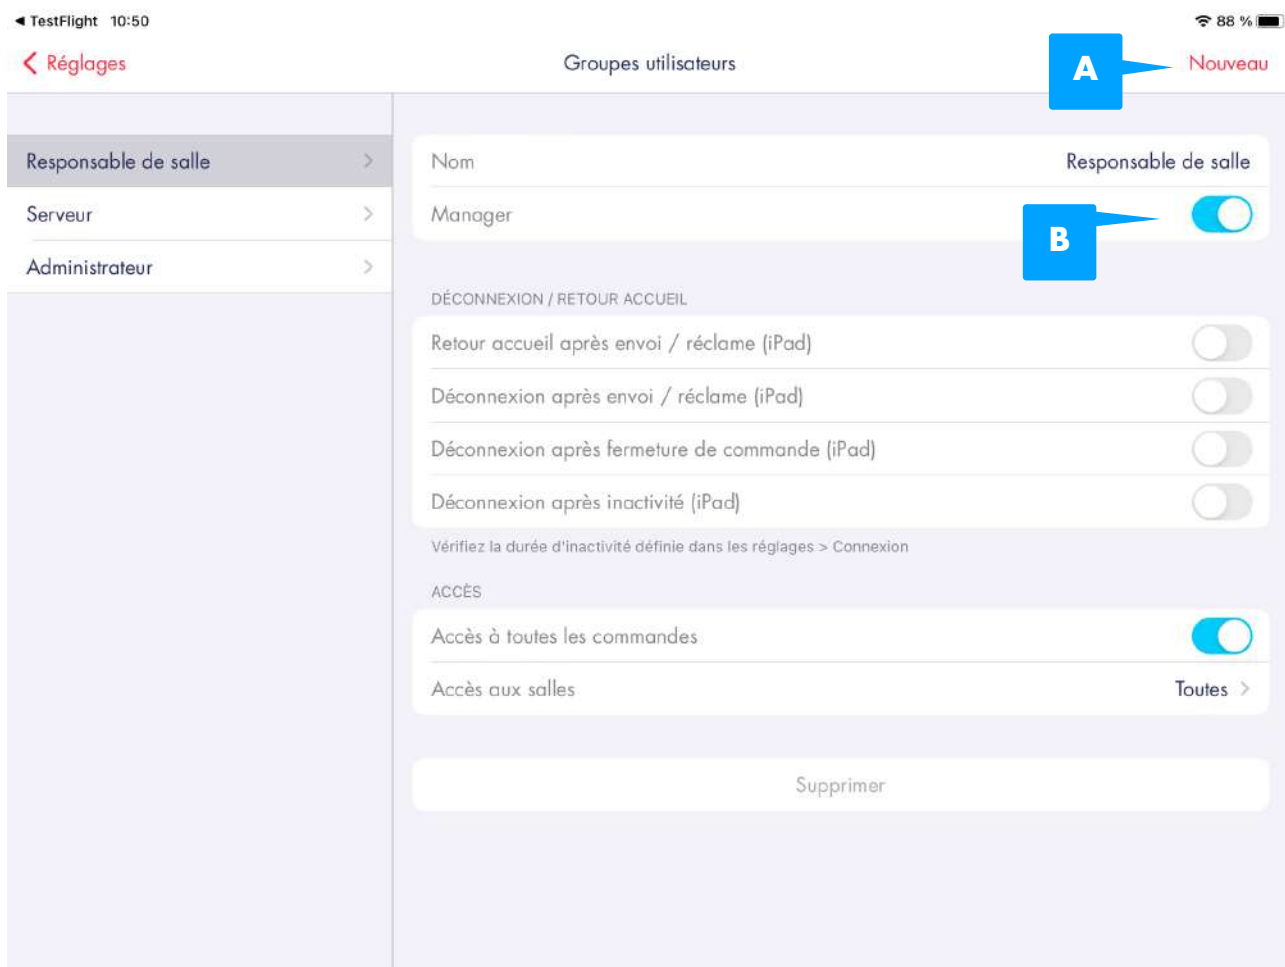 ◀ TestFlight 10:50 88 %
Réglages Groupes utilisateurs A Nouveau
Responsable de salle
Serveur
Administrateur
Nom Responsable de salle
Manager
B
DÉCONNEXION / RETOUR ACCUEIL
Retour accueil après envoi / réclame (iPad)
Déconnexion après envoi / réclame (iPad)
Déconnexion après fermeture de commande (iPad)
Déconnexion après inactivité (iPad)
Vérifiez la durée d'inactivité définie dans les réglages > Connexion
ACCÈS
Accès à toutes les commandes
Accès aux salles Toutes
Supprimer